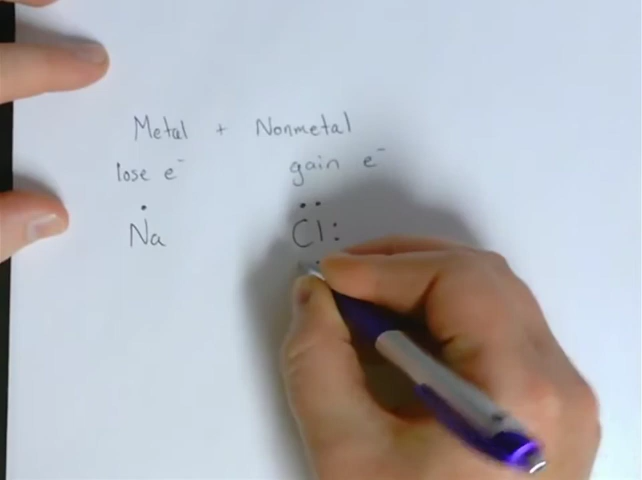 Metal + Nonmetal
lose e⁻ gain e⁻
Na Cl